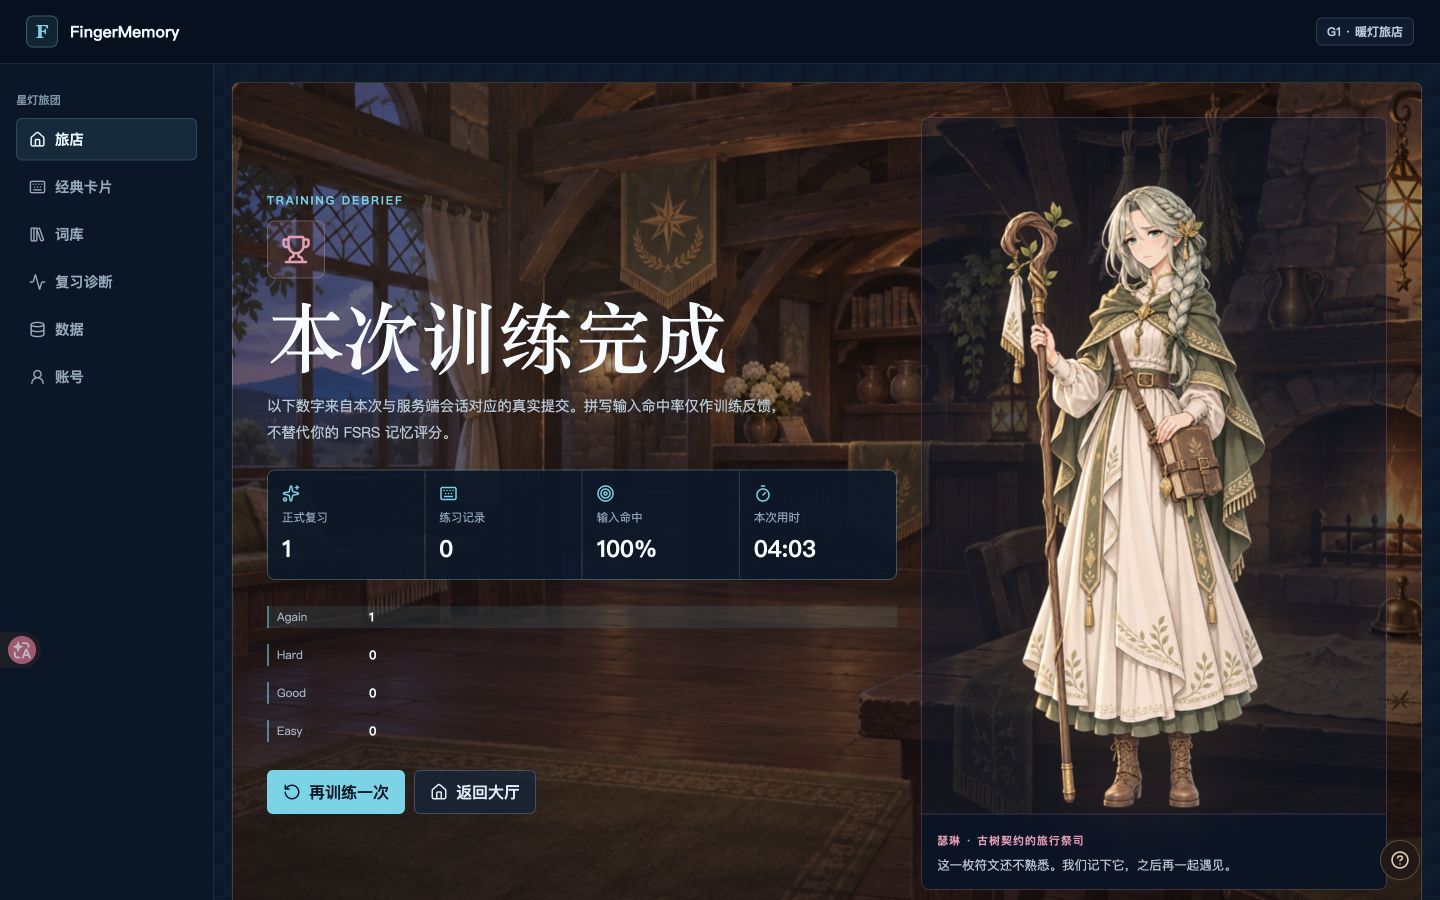 F
FingerMemory
G1 · 暖灯旅店
星灯旅团
旅店
经典卡片
词库
复习诊断
数据
账号
TRAINING DEBRIEF
本次训练完成
以下数字来自本次与服务端会话对应的真实提交。拼写输入命中率仅作训练反馈，
不替代你的 FSRS 记忆评分。
正式复习
1
练习记录
0
输入命中
100%
本次用时
04:03
Again 1
Hard 0
Good 0
Easy 0
再训练一次
返回大厅
瑟琳 · 古树契约的旅行祭司
这一枚符文还不熟悉。我们记下它，之后再一起遇见。